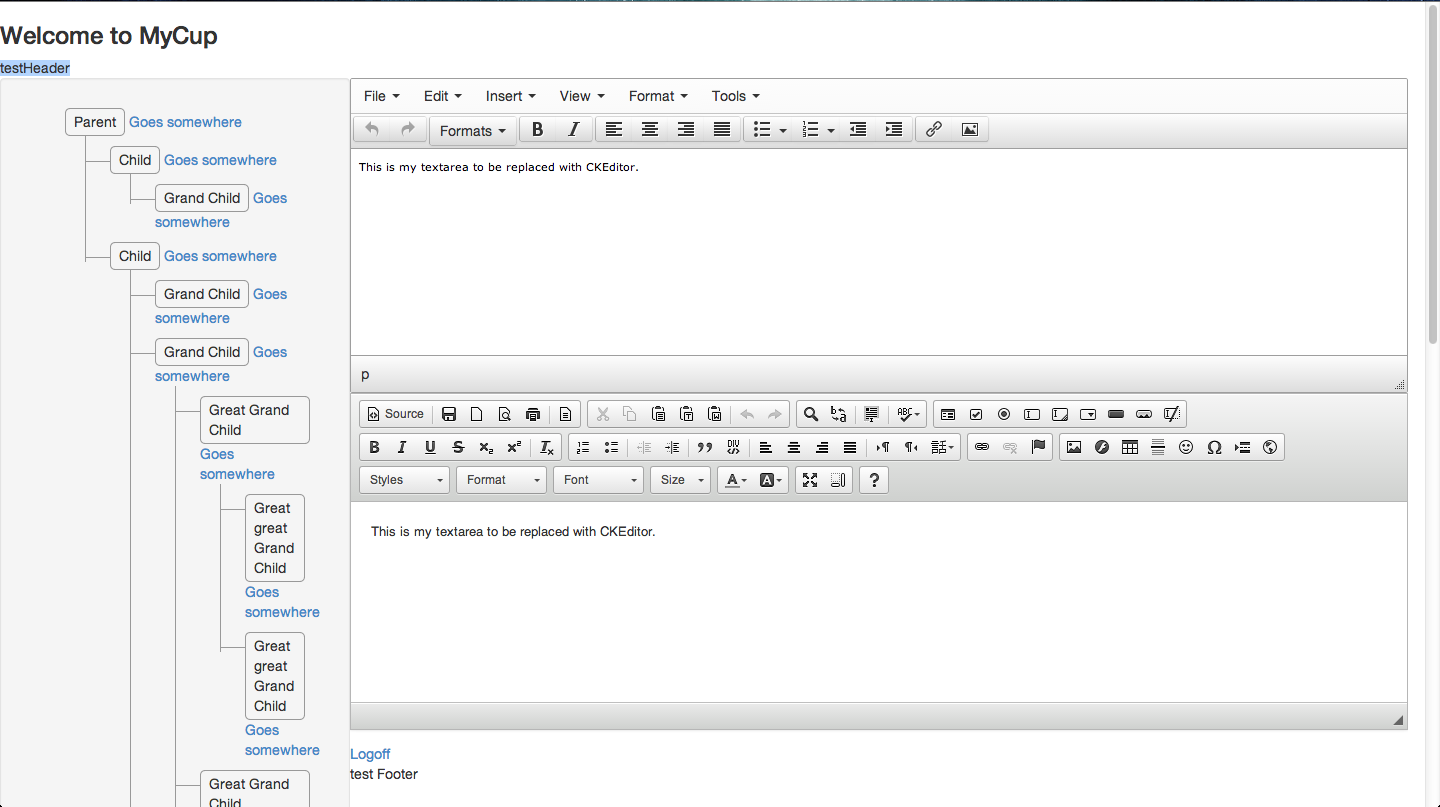 Welcome to MyCup
testHeader
Parent Goes somewhere
Child Goes somewhere
Grand Child Goes
somewhere
Child Goes somewhere
Grand Child Goes
somewhere
Grand Child Goes
somewhere
Great Grand
Child
Goes
somewhere
Great
great
Grand
Child
Goes
somewhere
Great
great
Grand
Child
Goes
somewhere
Great Grand
Child
File Edit Insert View Format Tools
Formats B I
This is my textarea to be replaced with CKEditor.
p
Source
B I U S x₂ x² Ix
Styles Format Font Size A A ?
This is my textarea to be replaced with CKEditor.
Logoff
test Footer